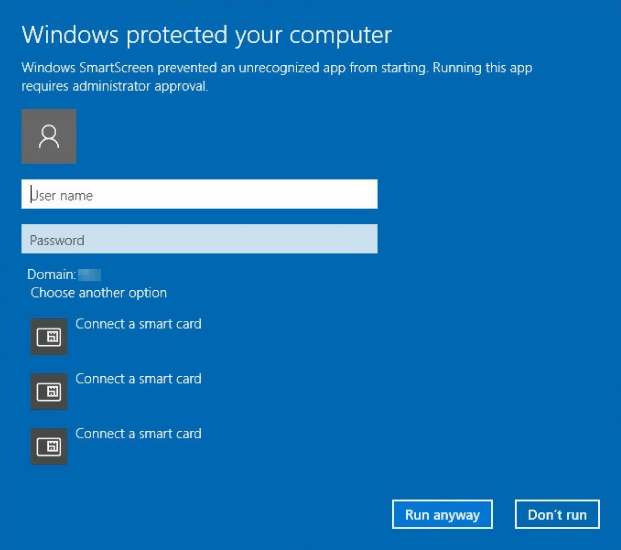 Windows protected your computer
Windows SmartScreen prevented an unrecognized app from starting. Running this app
requires administrator approval.
User name
Password
Domain:
Choose another option
Connect a smart card
Connect a smart card
Connect a smart card
Run anyway
Don't run